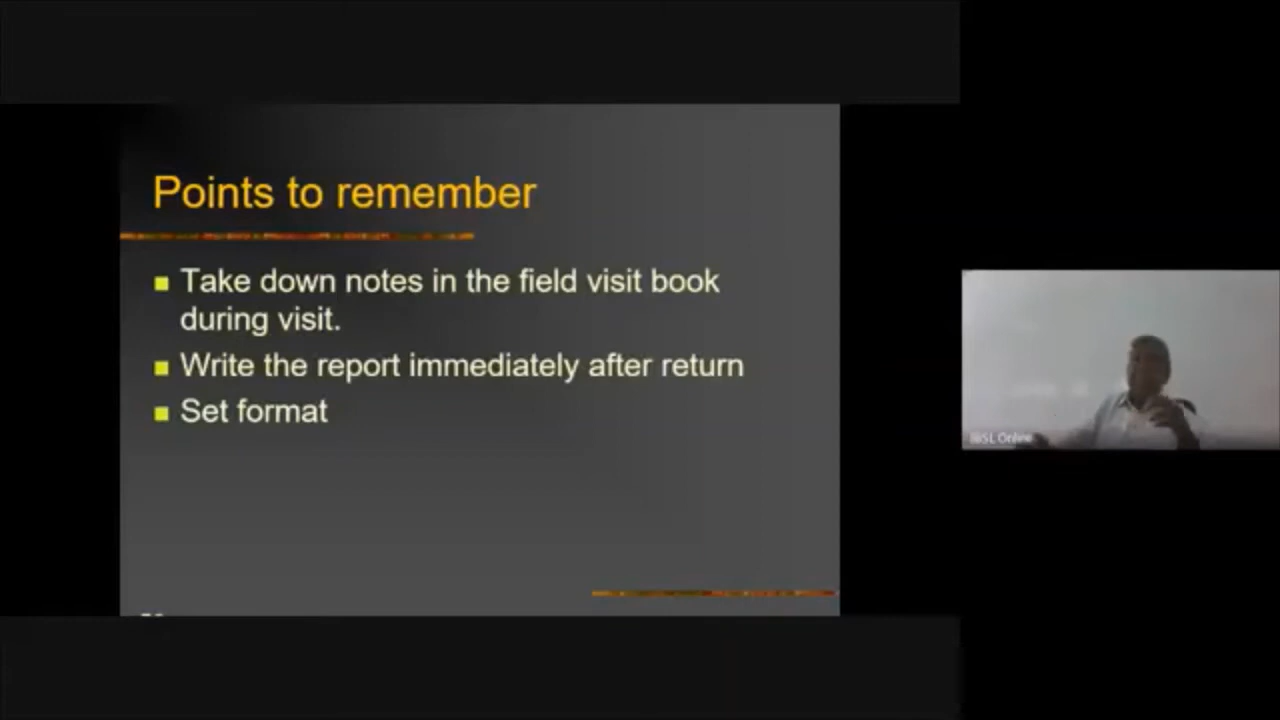 Points to remember
Take down notes in the field visit book
during visit.
Write the report immediately after return
Set format
Online